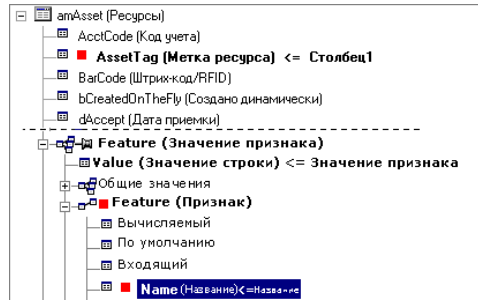 amAsset (Ресурсы)
AcctCode (Код учета)
AssetTag (Метка ресурса) <= Столбец1
BarCode (Штрих-код/RFID)
bCreatedOnTheFly (Создано динамически)
dAccept (Дата приемки)
Feature (Значение признака)
Value (Значение строки) <= Значение признака
Общие значения
Feature (Признак)
Вычисляемый
По умолчанию
Входящий
Name (Название)<=Название